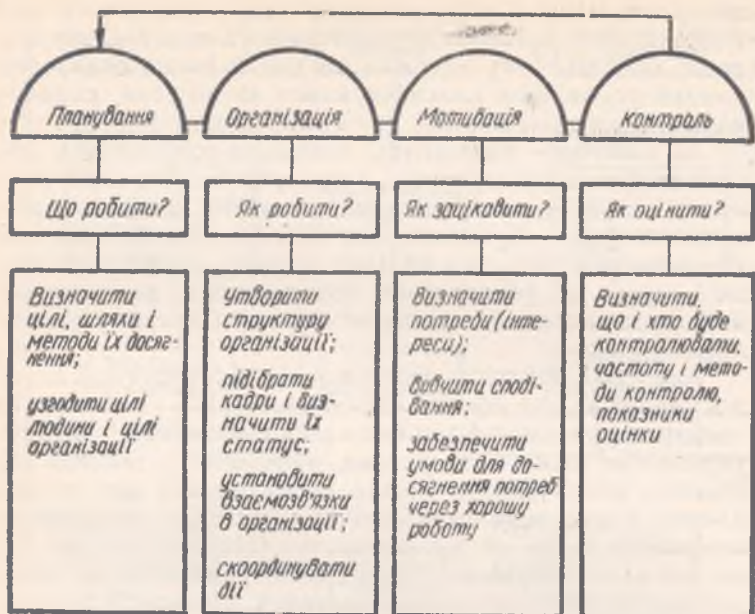 Планування
Організація
Мотивація
Контроль
Що робити?
Як робити?
Як зацікавити?
Як оцінити?
Визначити
цілі, шляхи і
методи їх досяг-
нення;
узгодити цілі
людини і цілі
організації
Утворити
структуру
організації;
підібрати
кадри і виз-
начити їх
статус;
установити
взаємозв'язки
в організації;
скоординувати
дії
Визначити
потреби (інте-
реси);
вивчити споді-
вання;
забезпечити
умови для до-
сягнення потреб
через хорошу
роботу
Визначити,
що і хто буде
контролювати,
частоту і мето-
ди контролю,
показники
оцінки